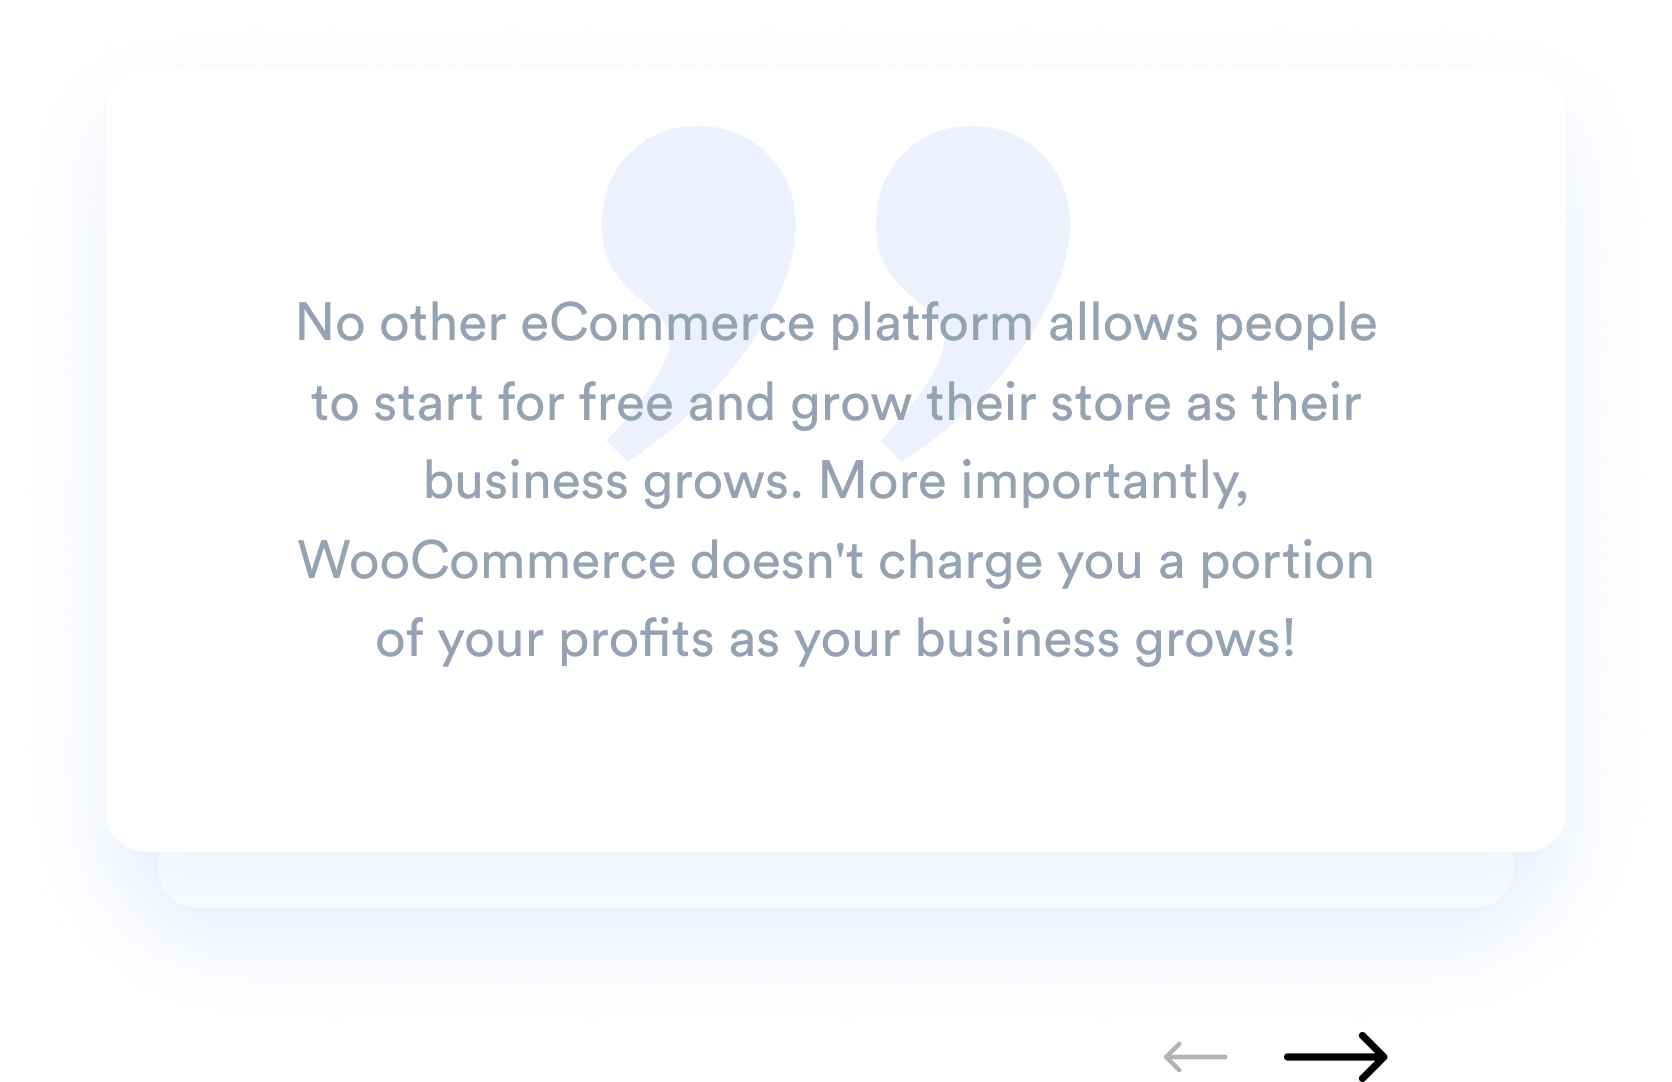 No other eCommerce platform allows people
to start for free and grow their store as their
business grows. More importantly,
WooCommerce doesn't charge you a portion
of your profits as your business grows!